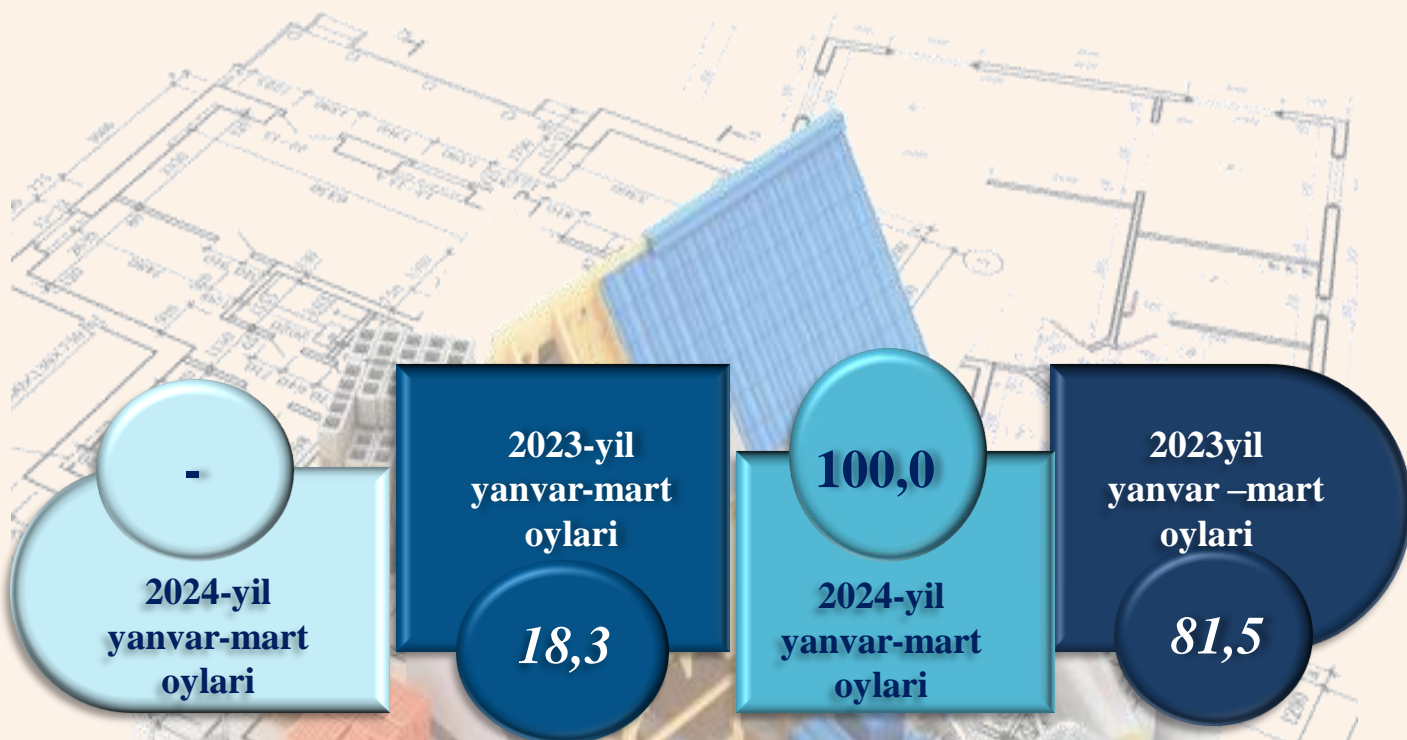 -
2024-yil
yanvar-mart
oylari
2023-yil
yanvar-mart
oylari
18,3
100,0
2024-yil
yanvar-mart
oylari
2023yil
yanvar –mart
oylari
81,5